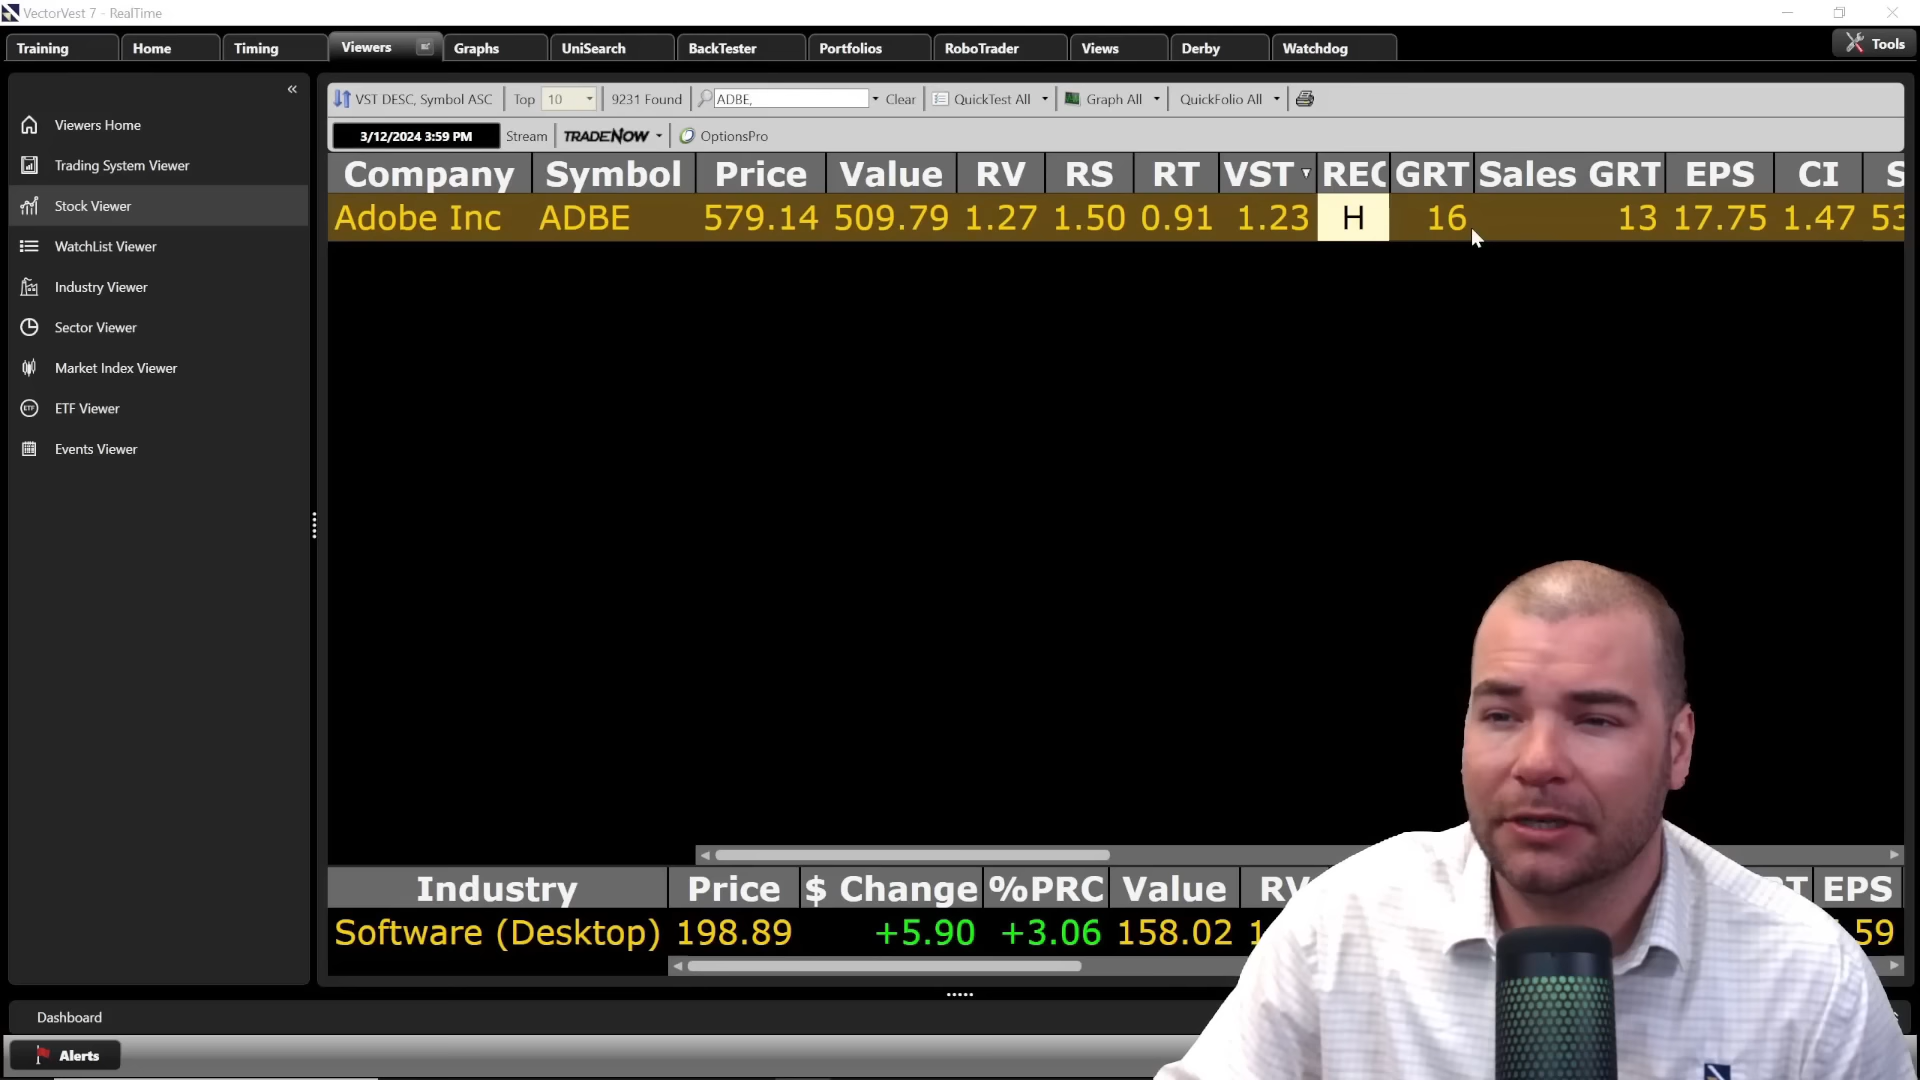 VectorVest 7 - RealTime
Training Home Timing Viewers Graphs UniSearch BackTester Portfolios RoboTrader Views Derby Watchdog Tools
«
VST DESC, Symbol ASC Top 10 9231 Found ADBE, Clear QuickTest All Graph All QuickFolio All
3/12/2024 3:59 PM Stream TRADENOW OptionsPro
Viewers Home
Trading System Viewer
Stock Viewer
WatchList Viewer
Industry Viewer
Sector Viewer
Market Index Viewer
ETF Viewer
Events Viewer
Company Symbol Price Value RV RS RT VST REC GRT Sales GRT EPS CI S
Adobe Inc ADBE 579.14 509.79 1.27 1.50 0.91 1.23 H 16 13 17.75 1.47 53
Industry Price $ Change %PRC Value RV EPS
Software (Desktop) 198.89 +5.90 +3.06 158.02 1 59
Dashboard
Alerts